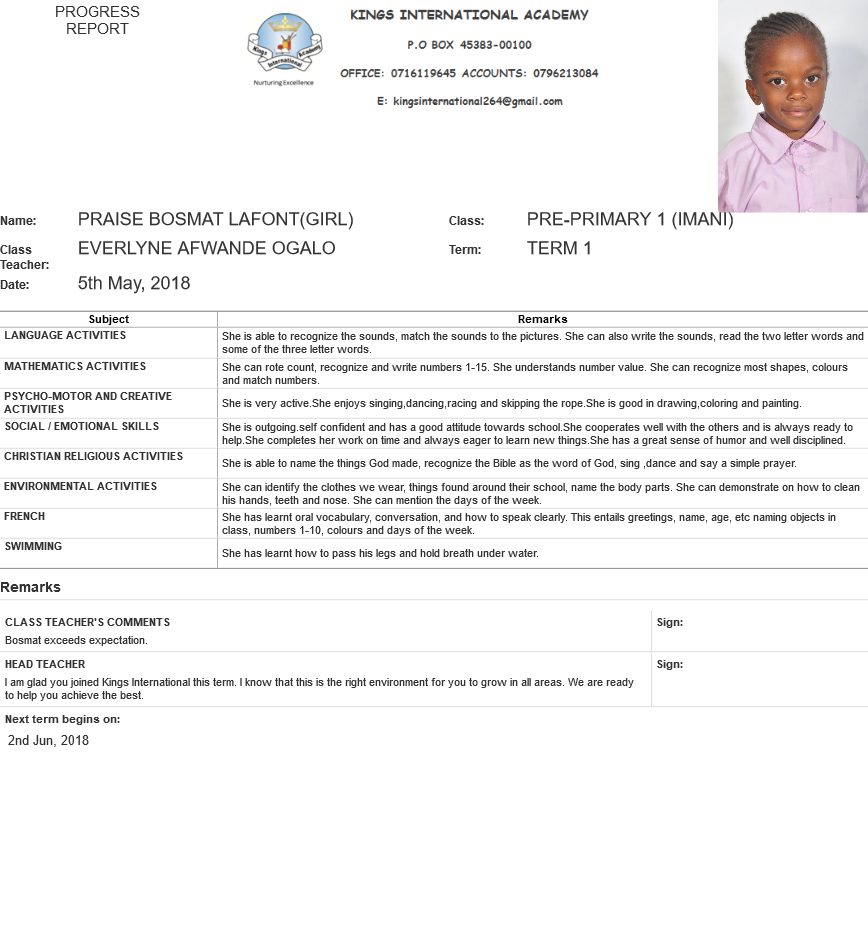 PROGRESS
REPORT
Kings International Academy
Nurturing Excellence
KINGS INTERNATIONAL ACADEMY
P.O BOX 45383-00100
OFFICE: 0716119645 ACCOUNTS: 0796213084
E: kingsinternational264@gmail.com
Name: PRAISE BOSMAT LAFONT(GIRL) Class: PRE-PRIMARY 1 (IMANI)
Class Teacher: EVERLYNE AFWANDE OGALO Term: TERM 1
Date: 5th May, 2018
Subject Remarks
LANGUAGE ACTIVITIES
She is able to recognize the sounds, match the sounds to the pictures. She can also write the sounds, read the two letter words and
some of the three letter words.
MATHEMATICS ACTIVITIES
She can rote count, recognize and write numbers 1-15. She understands number value. She can recognize most shapes, colours
and match numbers.
PSYCHO-MOTOR AND CREATIVE
ACTIVITIES
She is very active.She enjoys singing,dancing,racing and skipping the rope.She is good in drawing,coloring and painting.
SOCIAL / EMOTIONAL SKILLS
She is outgoing.self confident and has a good attitude towards school.She cooperates well with the others and is always ready to
help.She completes her work on time and always eager to learn new things.She has a great sense of humor and well disciplined.
CHRISTIAN RELIGIOUS ACTIVITIES
She is able to name the things God made, recognize the Bible as the word of God, sing ,dance and say a simple prayer.
ENVIRONMENTAL ACTIVITIES
She can identify the clothes we wear, things found around their school, name the body parts. She can demonstrate on how to clean
his hands, teeth and nose. She can mention the days of the week.
FRENCH
She has learnt oral vocabulary, conversation, and how to speak clearly. This entails greetings, name, age, etc naming objects in
class, numbers 1-10, colours and days of the week.
SWIMMING
She has learnt how to pass his legs and hold breath under water.
Remarks
CLASS TEACHER'S COMMENTS
Bosmat exceeds expectation.
Sign:
HEAD TEACHER
I am glad you joined Kings International this term. I know that this is the right environment for you to grow in all areas. We are ready
to help you achieve the best.
Sign:
Next term begins on:
2nd Jun, 2018